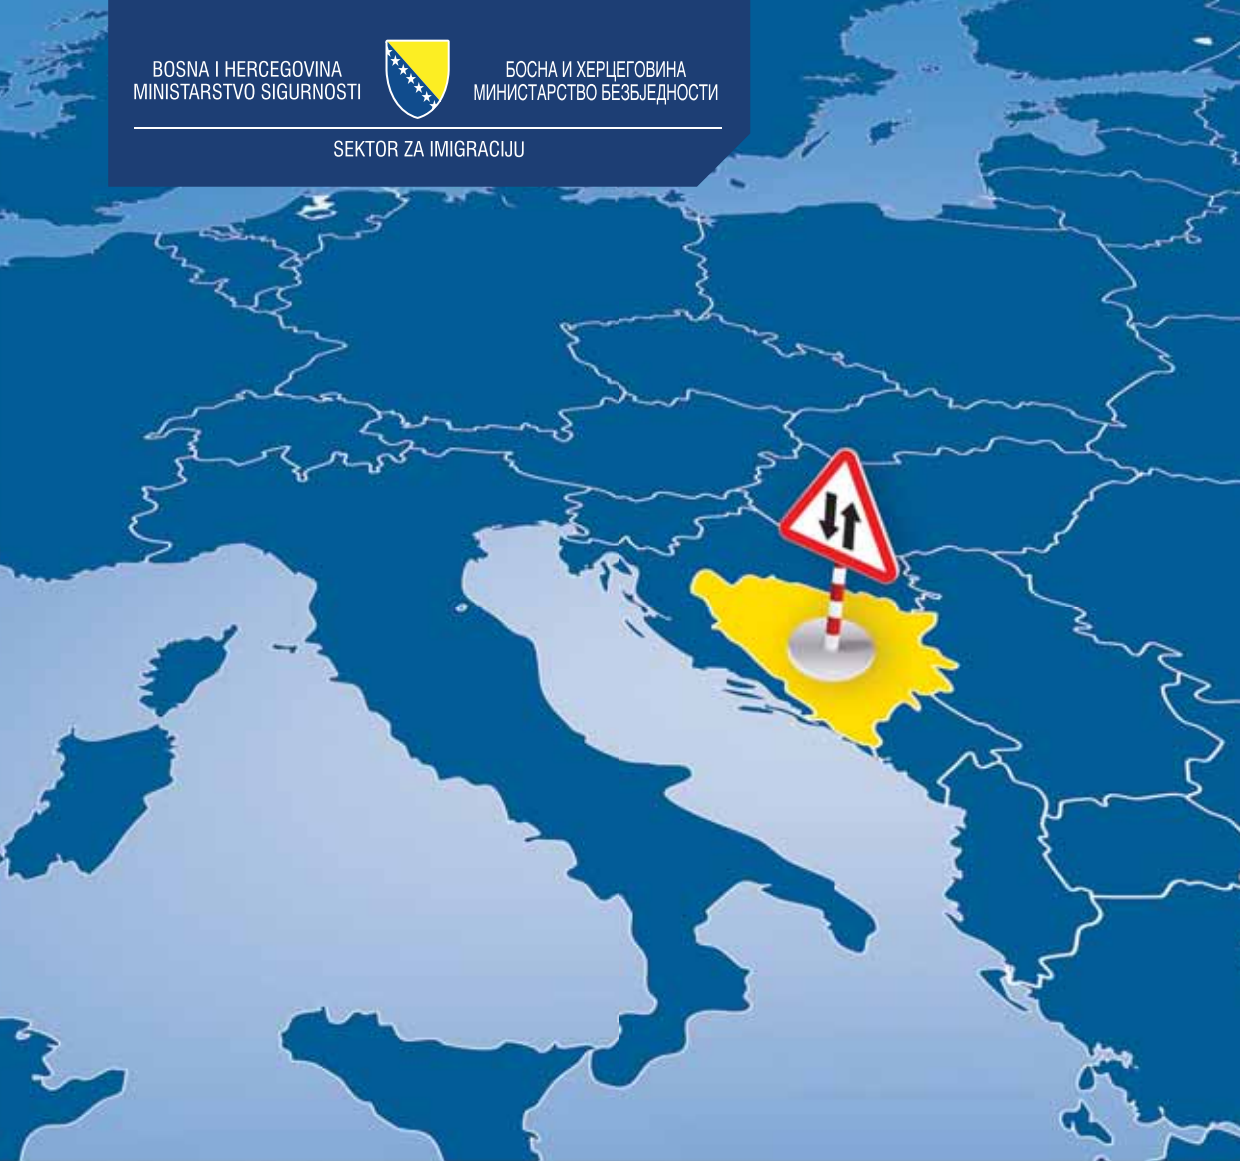 BOSNA I HERCEGOVINA
MINISTARSTVO SIGURNOSTI
БОСНА И ХЕРЦЕГОВИНА
МИНИСТАРСТВО БЕЗБЈЕДНОСТИ
SEKTOR ZA IMIGRACIJU